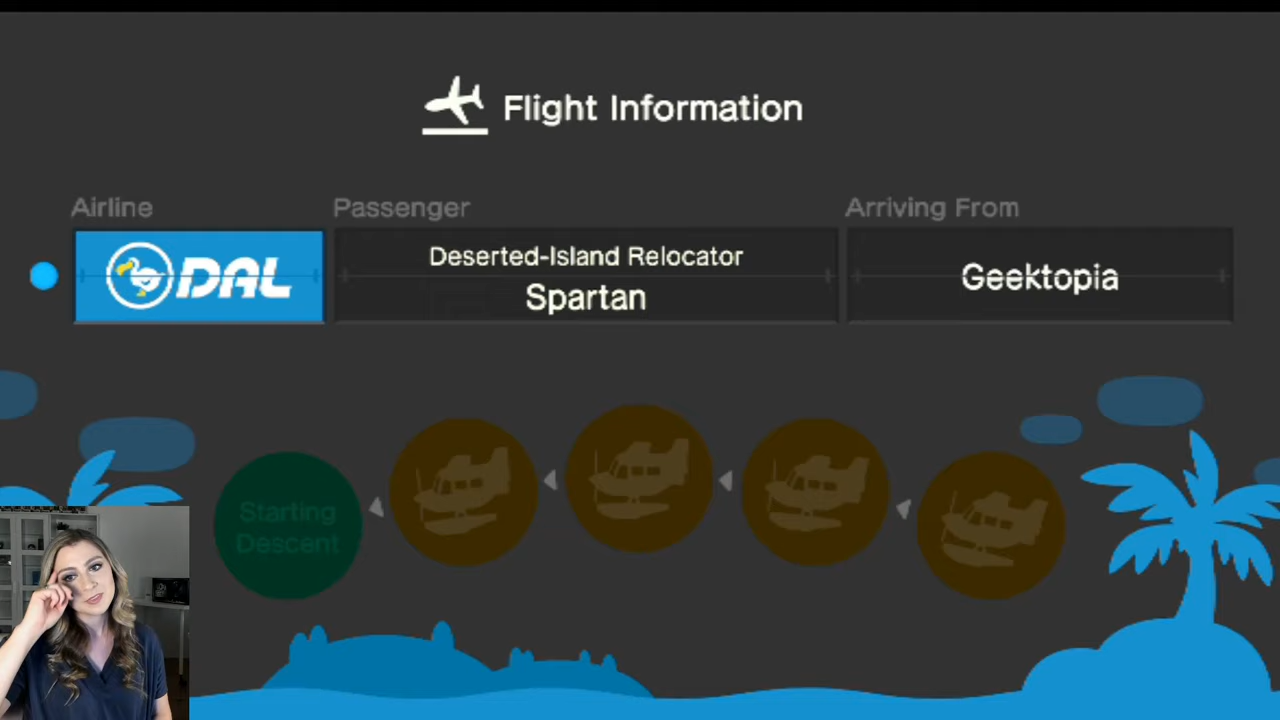 Flight Information
Airline
Passenger
Arriving From
DAL
Deserted-Island Relocator
Spartan
Geektopia
Starting
Descent